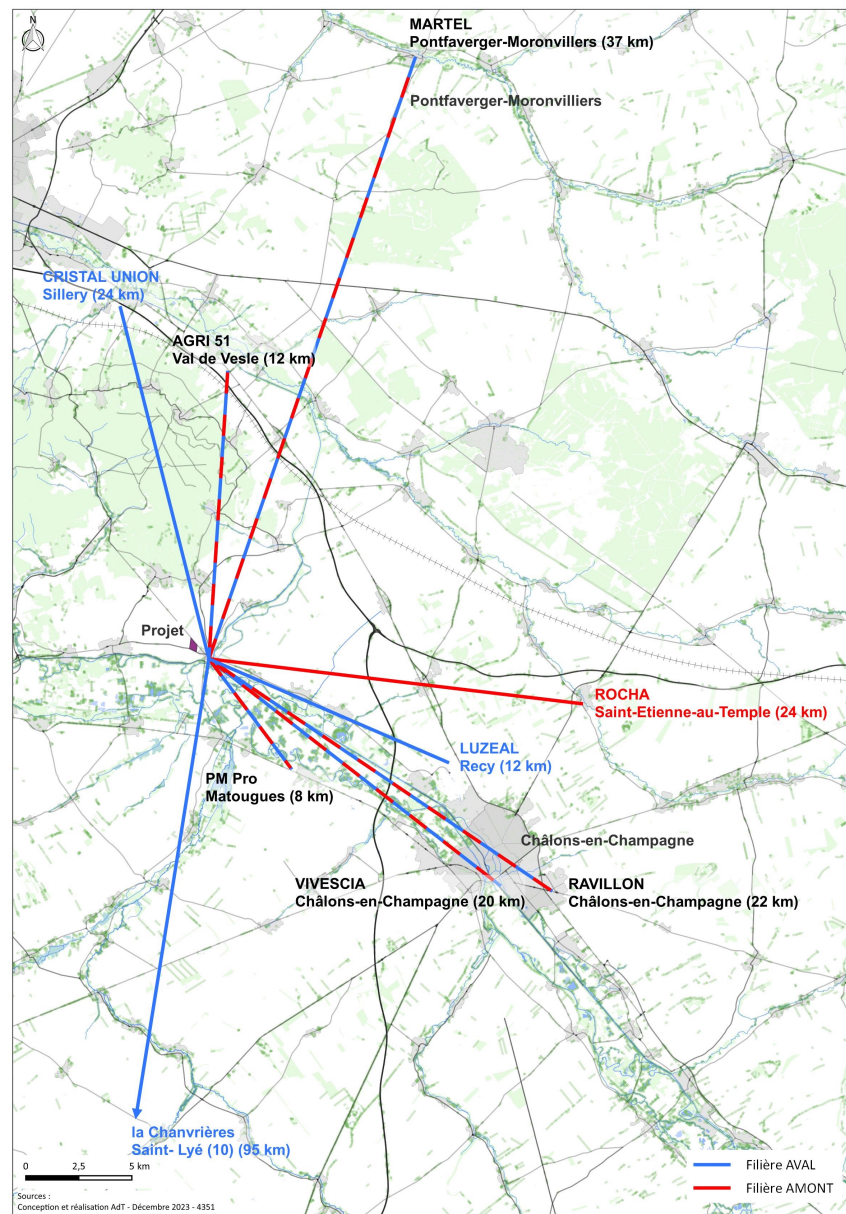 N
MARTEL
Pontfaverger-Moronvillers (37 km)
Pontfaverger-Moronvilliers
CRISTAL UNION
Sillery (24 km)
AGRI 51
Val de Vesle (12 km)
Projet
ROCHA
Saint-Etienne-au-Temple (24 km)
LUZEAL
Recy (12 km)
PM Pro
Matougues (8 km)
Châlons-en-Champagne
VIVESCIA
Châlons-en-Champagne (20 km)
RAVILLON
Châlons-en-Champagne (22 km)
la Chanvrières
Saint- Lyé (10) (95 km)
0 2,5 5 km
Filière AVAL
Filière AMONT
Sources :
Conception et réalisation AdT - Décembre 2023 - 4351